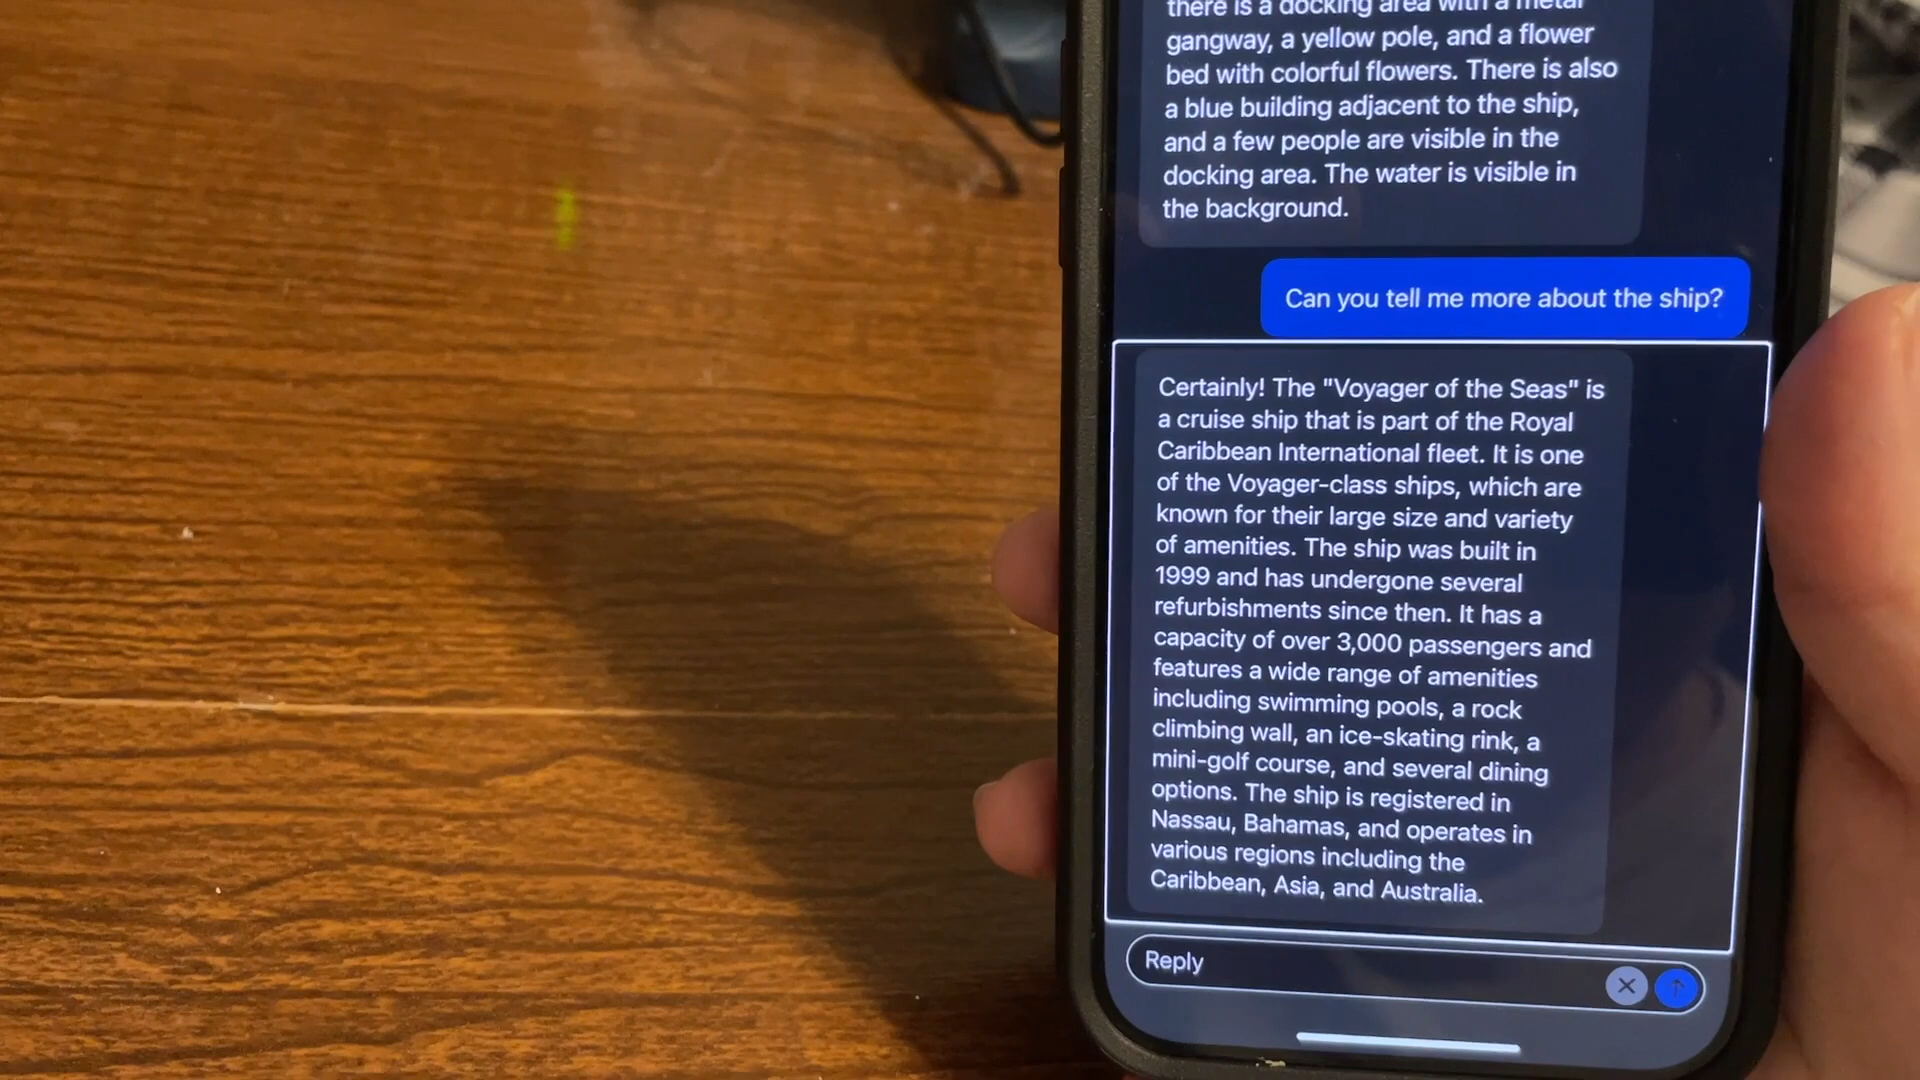 there is a docking area with a metal
gangway, a yellow pole, and a flower
bed with colorful flowers. There is also
a blue building adjacent to the ship,
and a few people are visible in the
docking area. The water is visible in
the background.
Can you tell me more about the ship?
Certainly! The "Voyager of the Seas" is
a cruise ship that is part of the Royal
Caribbean International fleet. It is one
of the Voyager-class ships, which are
known for their large size and variety
of amenities. The ship was built in
1999 and has undergone several
refurbishments since then. It has a
capacity of over 3,000 passengers and
features a wide range of amenities
including swimming pools, a rock
climbing wall, an ice-skating rink, a
mini-golf course, and several dining
options. The ship is registered in
Nassau, Bahamas, and operates in
various regions including the
Caribbean, Asia, and Australia.
Reply